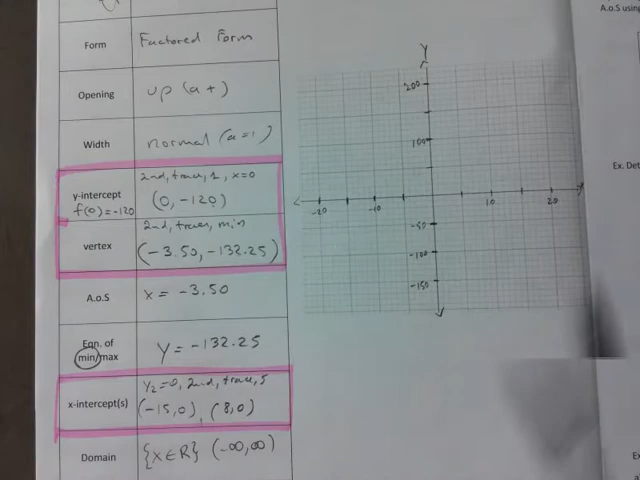 Form Factored Form
Opening up (a+)
Width normal (a=1)
2nd, trace, 1, x=0
y-intercept (0, -120)
f(0)=-120
2nd, trace, min
vertex (-3.50, -132.25)
A.o.S x = -3.50
Eqn. of
min/max y = -132.25
Y₂=0, 2nd, trace, 5
x-intercept(s) (-15,0), (8,0)
Domain {X∈R} (-∞,∞)
Y
200
100
-20 -10 10 20
-50
-100
-150
A.o.S using
Ex. Det